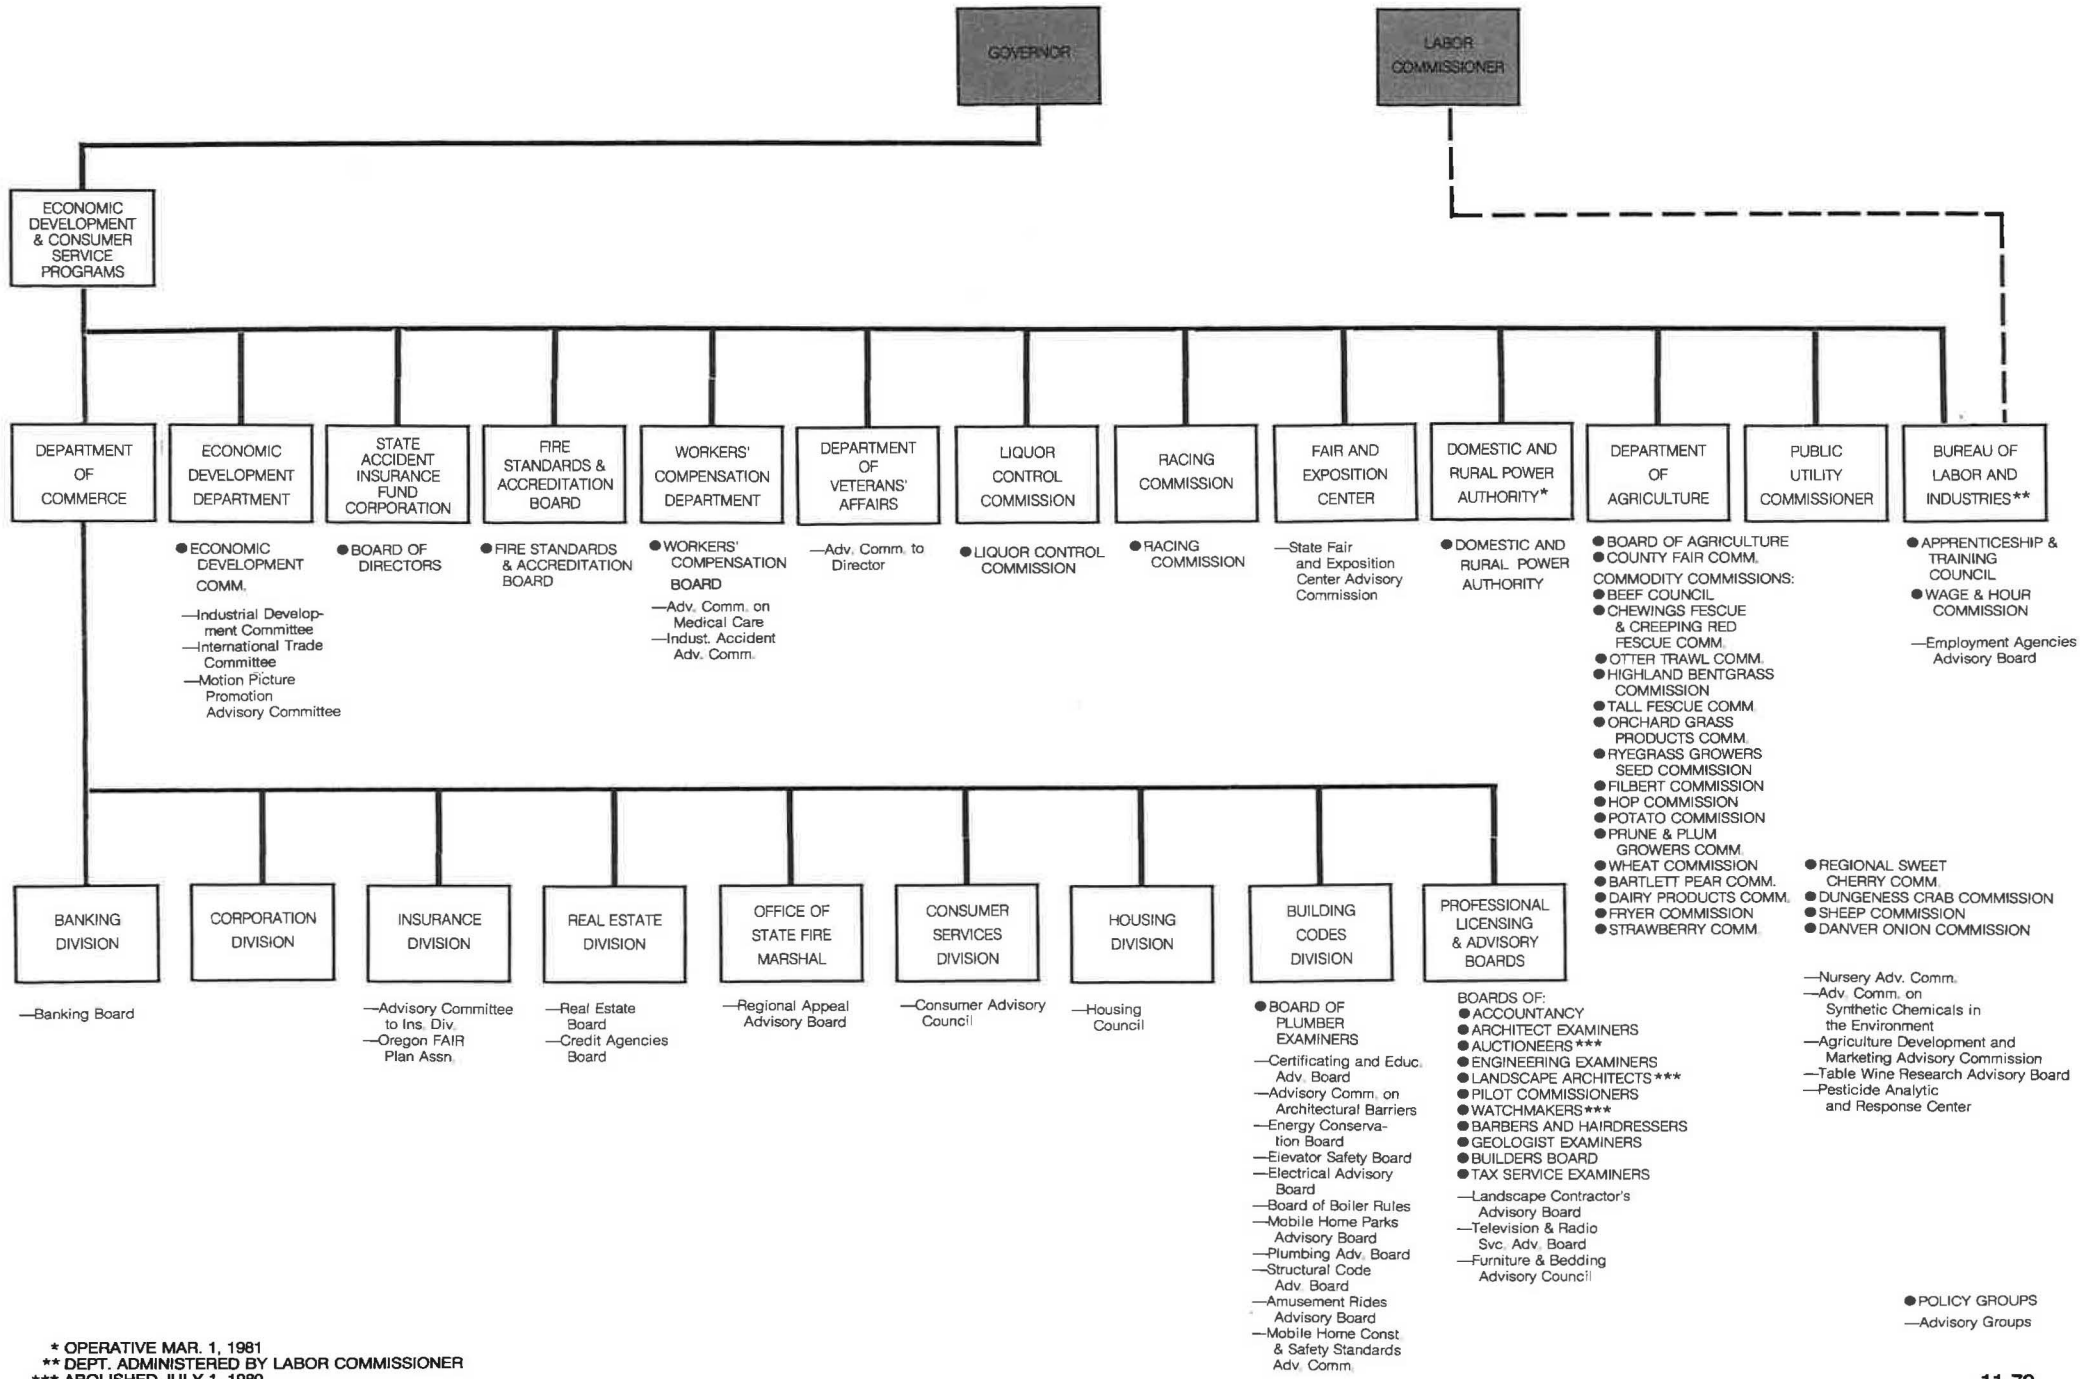 GOVERNOR
LABOR
COMMISSIONER
ECONOMIC
DEVELOPMENT
& CONSUMER
SERVICE
PROGRAMS
DEPARTMENT
OF
COMMERCE
ECONOMIC
DEVELOPMENT
DEPARTMENT
● ECONOMIC
DEVELOPMENT
COMM.
—Industrial Develop-
ment Committee
—International Trade
Committee
—Motion Picture
Promotion
Advisory Committee
STATE
ACCIDENT
INSURANCE
FUND
CORPORATION
● BOARD OF
DIRECTORS
FIRE
STANDARDS &
ACCREDITATION
BOARD
● FIRE STANDARDS
& ACCREDITATION
BOARD
WORKERS'
COMPENSATION
DEPARTMENT
● WORKERS'
COMPENSATION
BOARD
—Adv. Comm. on
Medical Care
—Indust. Accident
Adv. Comm.
DEPARTMENT
OF
VETERANS'
AFFAIRS
—Adv. Comm. to
Director
LIQUOR
CONTROL
COMMISSION
● LIQUOR CONTROL
COMMISSION
RACING
COMMISSION
● RACING
COMMISSION
FAIR AND
EXPOSITION
CENTER
—State Fair
and Exposition
Center Advisory
Commission
DOMESTIC AND
RURAL POWER
AUTHORITY*
● DOMESTIC AND
RURAL POWER
AUTHORITY
DEPARTMENT
OF
AGRICULTURE
● BOARD OF AGRICULTURE
● COUNTY FAIR COMM.
COMMODITY COMMISSIONS:
● BEEF COUNCIL
● CHEWINGS FESCUE
& CREEPING RED
FESCUE COMM.
● OTTER TRAWL COMM.
● HIGHLAND BENTGRASS
COMMISSION
● TALL FESCUE COMM.
● ORCHARD GRASS
PRODUCTS COMM.
● RYEGRASS GROWERS
SEED COMMISSION
● FILBERT COMMISSION
● HOP COMMISSION
● POTATO COMMISSION
● PRUNE & PLUM
GROWERS COMM.
● WHEAT COMMISSION
● BARTLETT PEAR COMM.
● DAIRY PRODUCTS COMM.
● FRYER COMMISSION
● STRAWBERRY COMM.
● REGIONAL SWEET
CHERRY COMM.
● DUNGENESS CRAB COMMISSION
● SHEEP COMMISSION
● DANVER ONION COMMISSION
—Nursery Adv. Comm.
—Adv. Comm. on
Synthetic Chemicals in
the Environment
—Agriculture Development and
Marketing Advisory Commission
—Table Wine Research Advisory Board
—Pesticide Analytic
and Response Center
PUBLIC
UTILITY
COMMISSIONER
BUREAU OF
LABOR AND
INDUSTRIES**
● APPRENTICESHIP &
TRAINING
COUNCIL
● WAGE & HOUR
COMMISSION
—Employment Agencies
Advisory Board
BANKING
DIVISION
—Banking Board
CORPORATION
DIVISION
INSURANCE
DIVISION
—Advisory Committee
to Ins. Div.
—Oregon FAIR
Plan Assn.
REAL ESTATE
DIVISION
—Real Estate
Board
—Credit Agencies
Board
OFFICE OF
STATE FIRE
MARSHAL
—Regional Appeal
Advisory Board
CONSUMER
SERVICES
DIVISION
—Consumer Advisory
Council
HOUSING
DIVISION
—Housing
Council
BUILDING
CODES
DIVISION
● BOARD OF
PLUMBER
EXAMINERS
—Certificating and Educ.
Adv. Board
—Advisory Comm. on
Architectural Barriers
—Energy Conserva-
tion Board
—Elevator Safety Board
—Electrical Advisory
Board
—Board of Boiler Rules
—Mobile Home Parks
Advisory Board
—Plumbing Adv. Board
—Structural Code
Adv. Board
—Amusement Rides
Advisory Board
—Mobile Home Const.
& Safety Standards
Adv. Comm.
PROFESSIONAL
LICENSING
& ADVISORY
BOARDS
BOARDS OF:
● ACCOUNTANCY
● ARCHITECT EXAMINERS
● AUCTIONEERS ***
● ENGINEERING EXAMINERS
● LANDSCAPE ARCHITECTS ***
● PILOT COMMISSIONERS
● WATCHMAKERS ***
● BARBERS AND HAIRDRESSERS
● GEOLOGIST EXAMINERS
● BUILDERS BOARD
● TAX SERVICE EXAMINERS
—Landscape Contractor's
Advisory Board
—Television & Radio
Svc. Adv. Board
—Furniture & Bedding
Advisory Council
● POLICY GROUPS
—Advisory Groups
* OPERATIVE MAR. 1, 1981
** DEPT. ADMINISTERED BY LABOR COMMISSIONER
*** ABOLISHED JULY 1, 1980
11-79